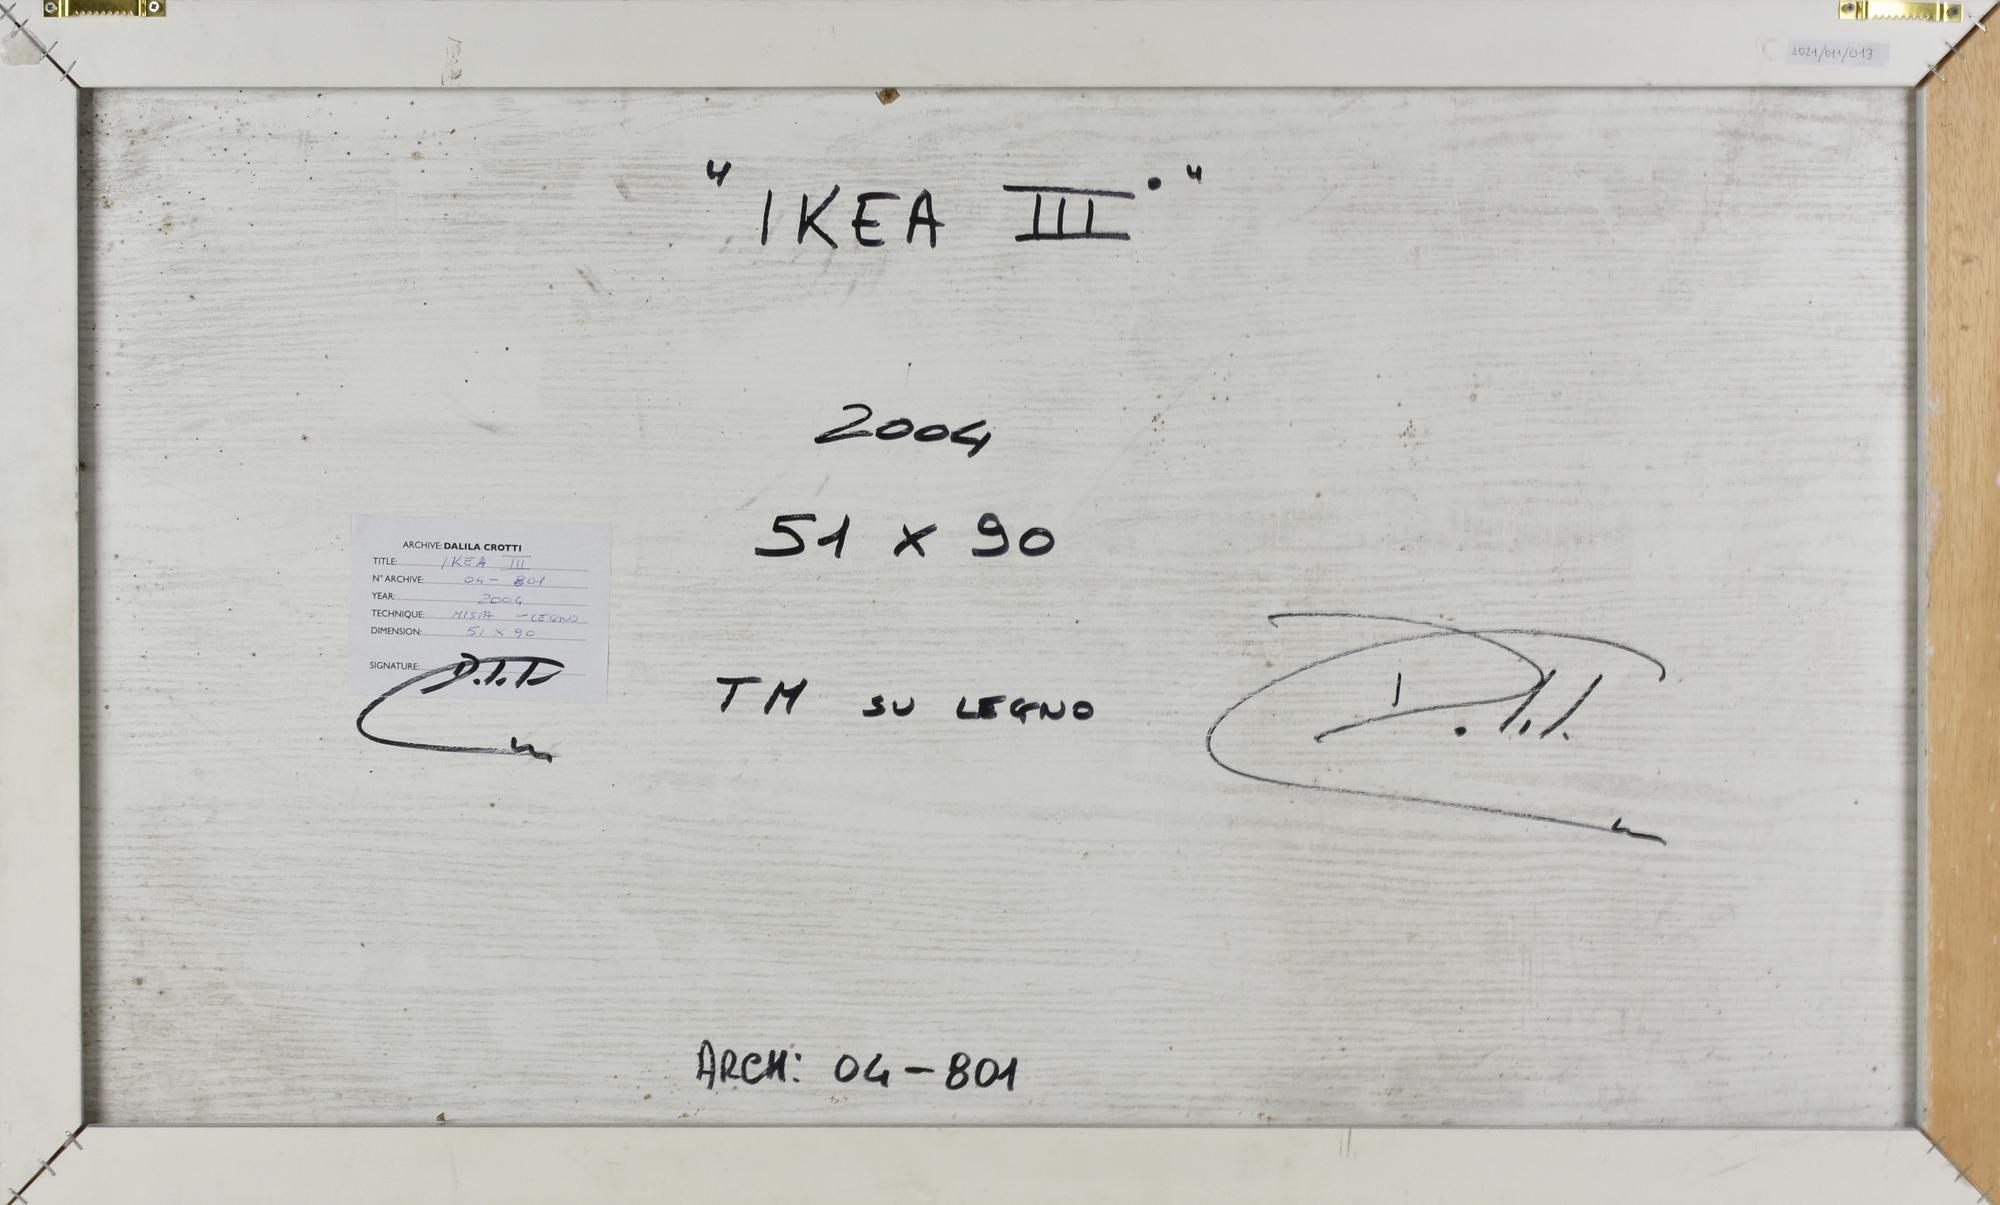 2021/011/013
"IKEA III°"
2004
51 x 90
ARCHIVE: DALILA CROTTI
TITLE: IKEA III
N° ARCHIVE: 04 - 801
YEAR: 2004
TECHNIQUE: MISTA - LEGNO
DIMENSION: 51 x 90
SIGNATURE:
TM SU LEGNO
ARCH: 04-801